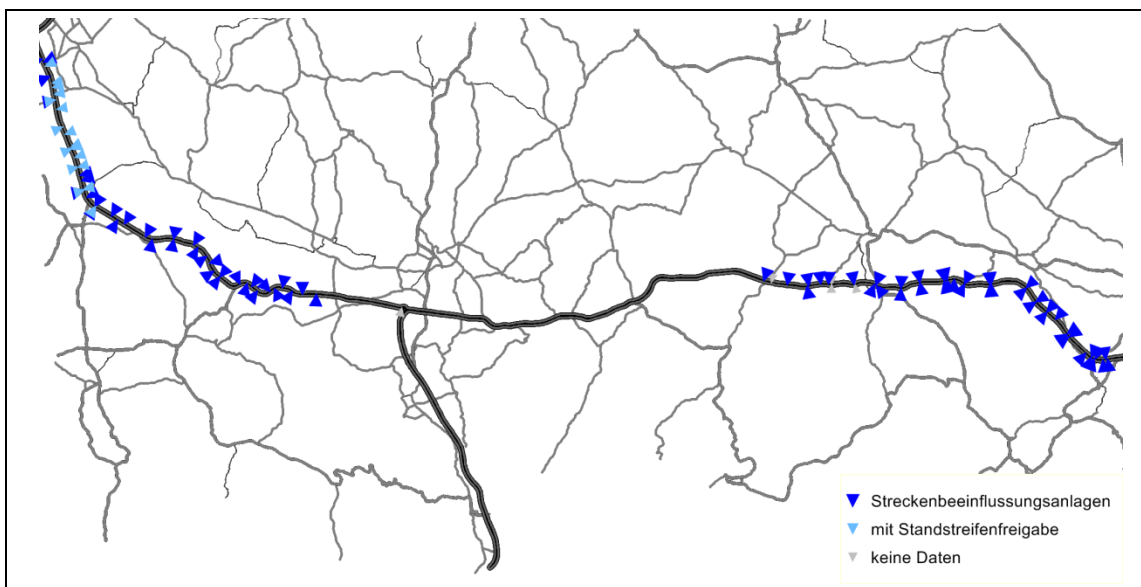 Streckenbeeinflussungsanlagen
mit Standstreifenfreigabe
keine Daten